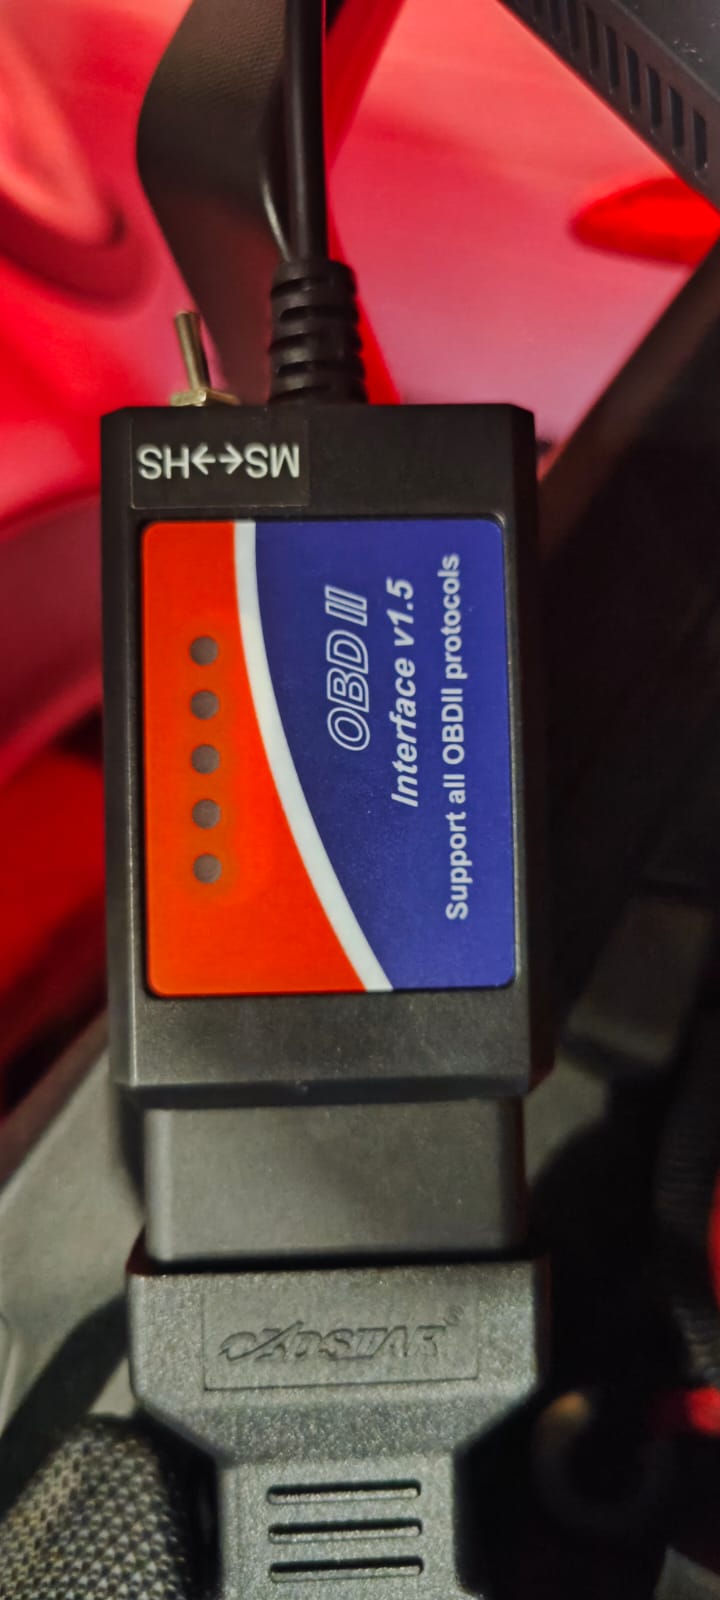 MS<->HS
OBD II
Interface v1.5
Support all OBDII protocols
OBDSTAR®